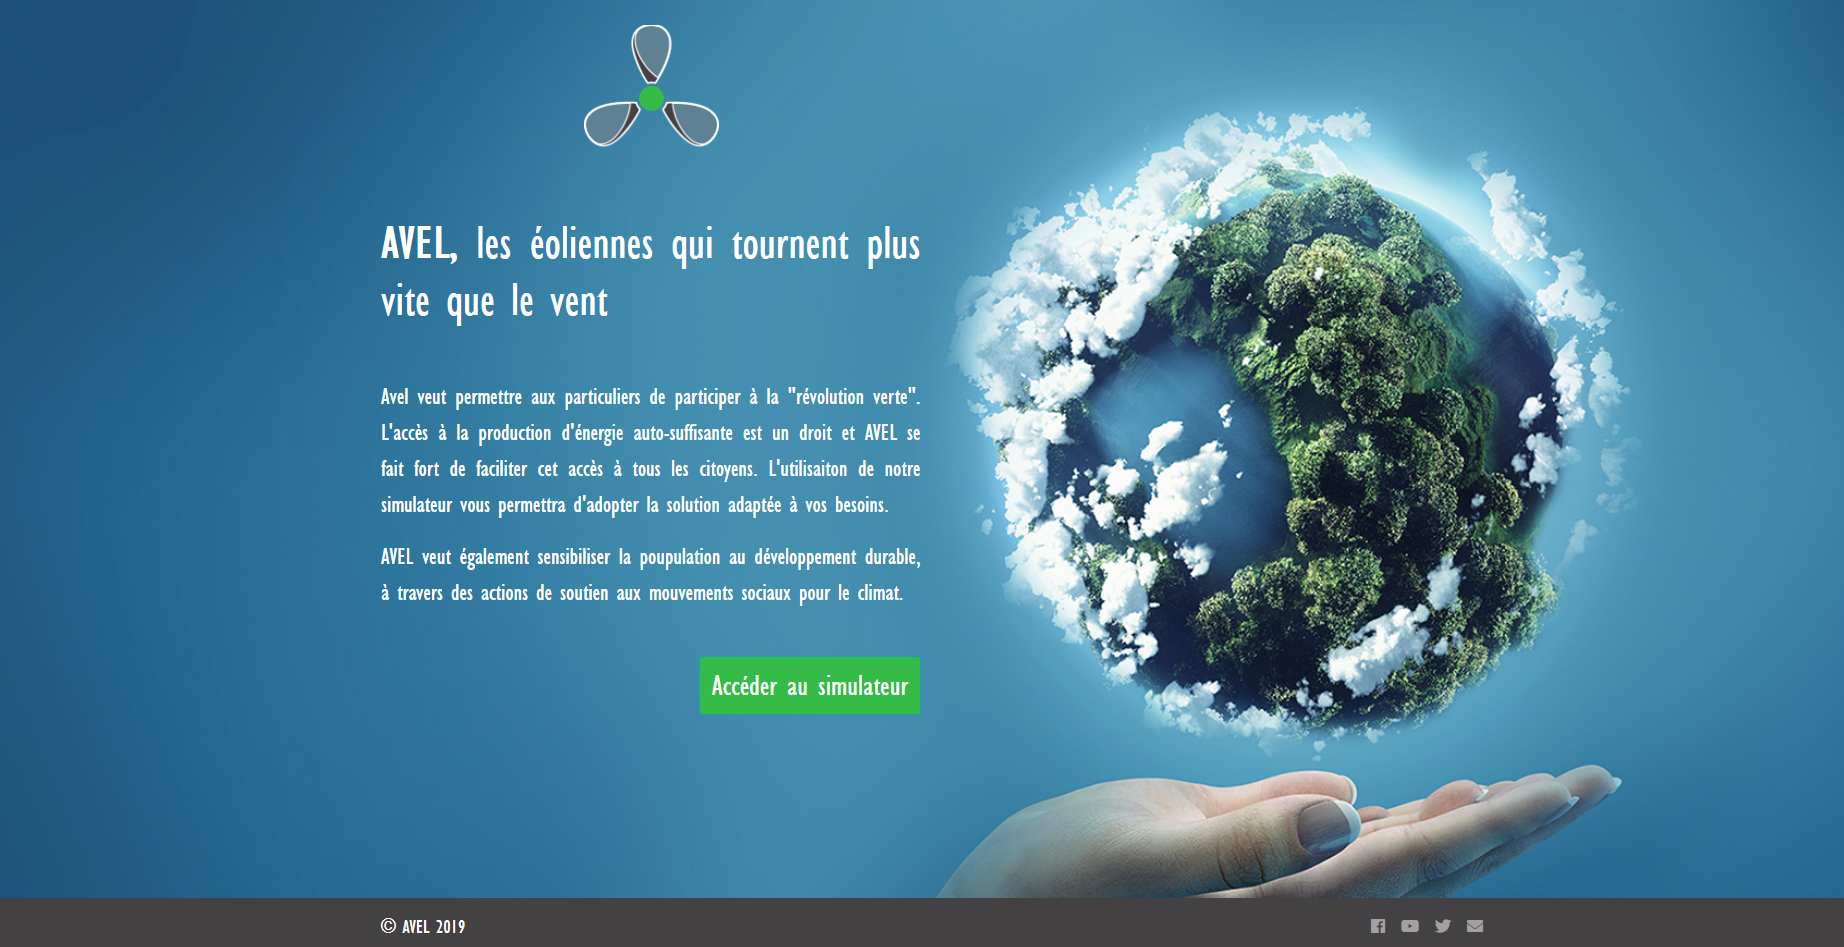 AVEL, les éoliennes qui tournent plus
vite que le vent
Avel veut permettre aux particuliers de participer à la "révolution verte".
L'accès à la production d'énergie auto-suffisante est un droit et AVEL se
fait fort de faciliter cet accès à tous les citoyens. L'utilisaiton de notre
simulateur vous permettra d'adopter la solution adaptée à vos besoins.
AVEL veut également sensibiliser la poupulation au développement durable,
à travers des actions de soutien aux mouvements sociaux pour le climat.
Accéder au simulateur
© AVEL 2019